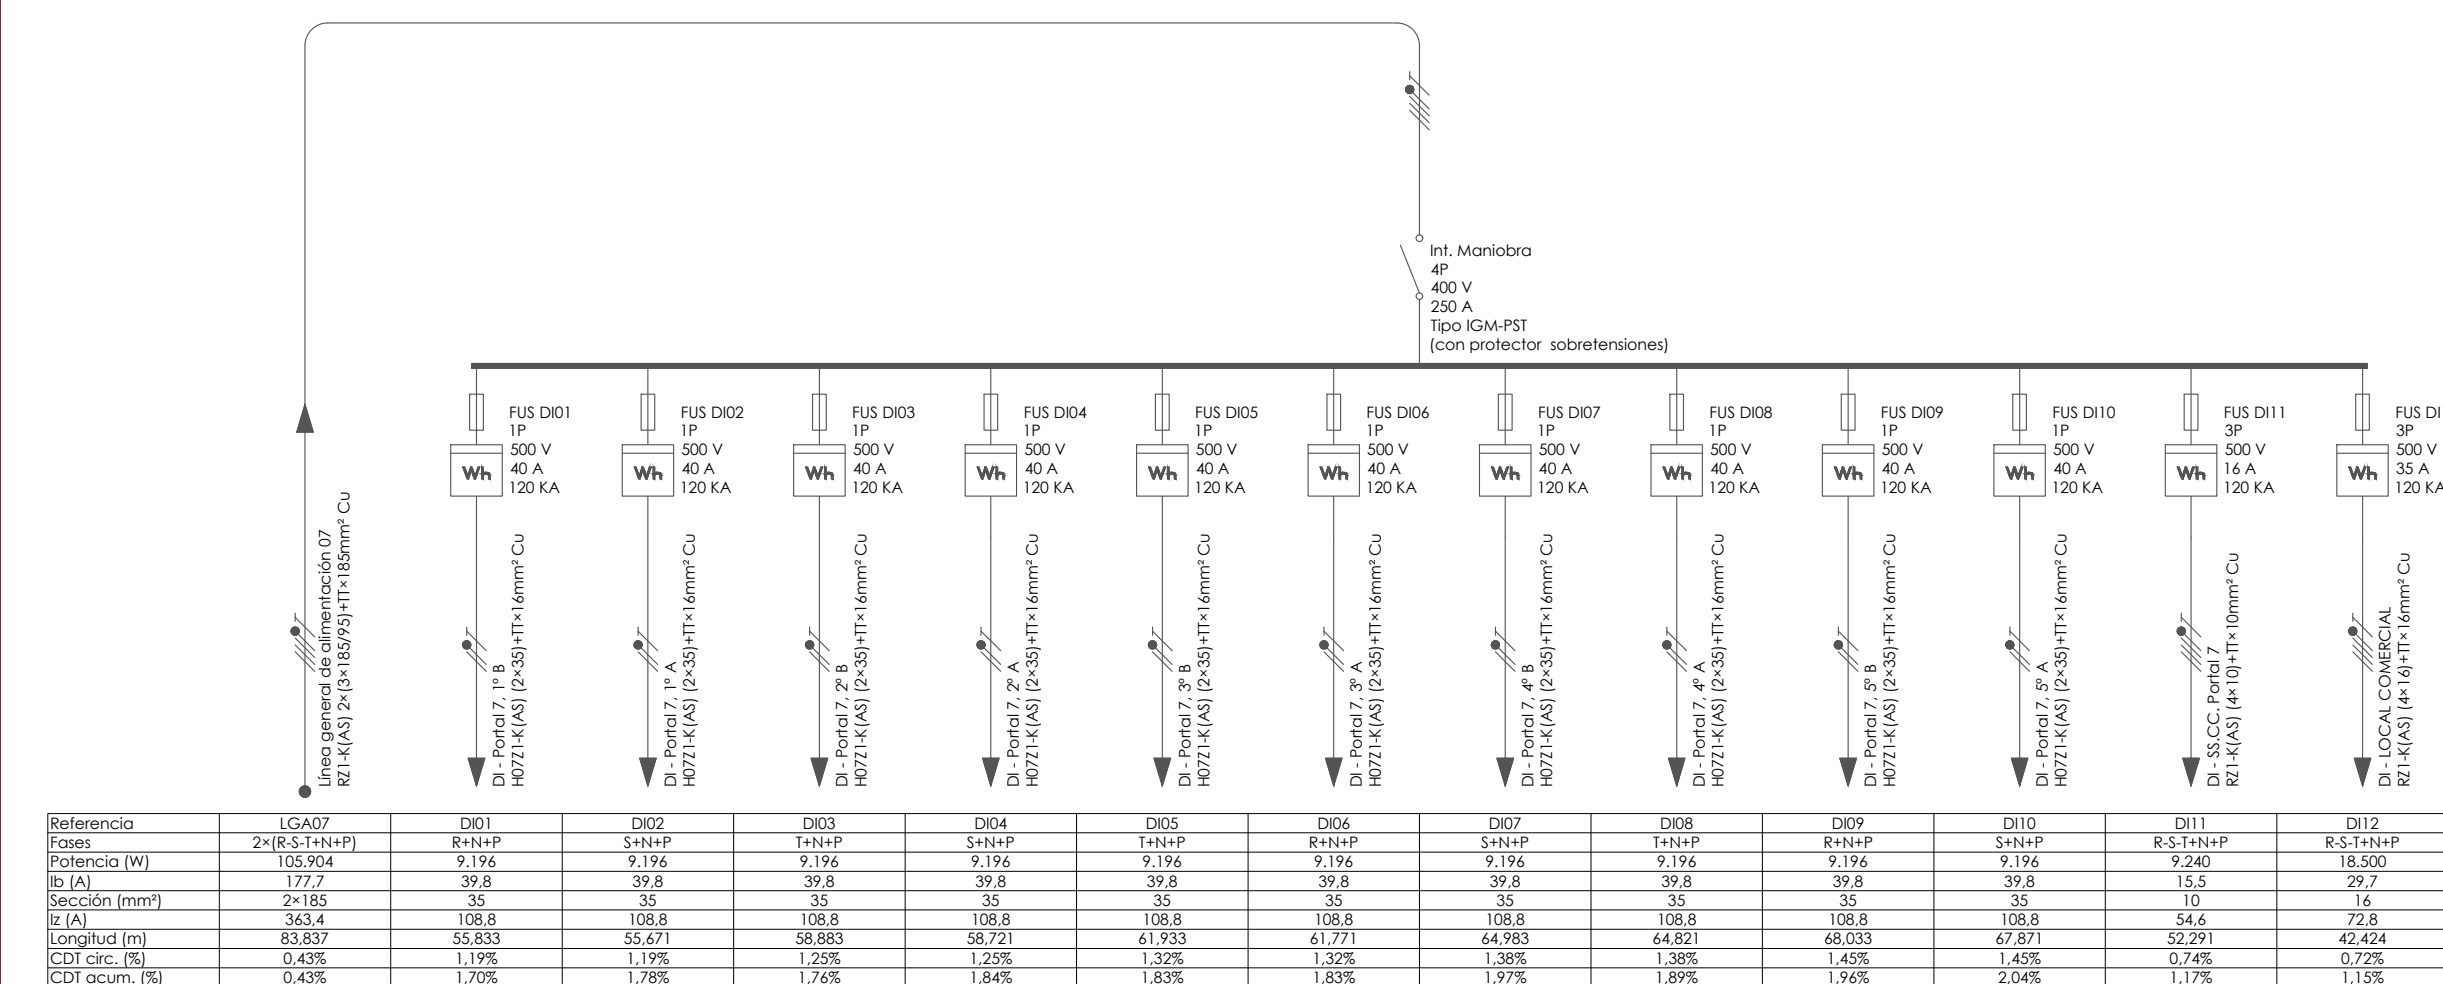 Int. Maniobra
4P
400 V
250 A
Tipo IGM-PST
(con protector sobretensiones)
FUS DI01
1P
500 V
40 A
120 KA
Wh
FUS DI02
1P
500 V
40 A
120 KA
Wh
FUS DI03
1P
500 V
40 A
120 KA
Wh
FUS DI04
1P
500 V
40 A
120 KA
Wh
FUS DI05
1P
500 V
40 A
120 KA
Wh
FUS DI06
1P
500 V
40 A
120 KA
Wh
FUS DI07
1P
500 V
40 A
120 KA
Wh
FUS DI08
1P
500 V
40 A
120 KA
Wh
FUS DI09
1P
500 V
40 A
120 KA
Wh
FUS DI10
1P
500 V
40 A
120 KA
Wh
FUS DI11
3P
500 V
16 A
120 KA
Wh
FUS DI
3P
500 V
35 A
120 KA
Wh
Línea general de alimentación 07
RZ1-K(AS) 2×(3×185/95)+TT×185mm² Cu
DI - Portal 7, 1º B
H07Z1-K(AS) (2×35)+TT×16mm² Cu
DI - Portal 7, 1º A
H07Z1-K(AS) (2×35)+TT×16mm² Cu
DI - Portal 7, 2º B
H07Z1-K(AS) (2×35)+TT×16mm² Cu
DI - Portal 7, 2º A
H07Z1-K(AS) (2×35)+TT×16mm² Cu
DI - Portal 7, 3º B
H07Z1-K(AS) (2×35)+TT×16mm² Cu
DI - Portal 7, 3º A
H07Z1-K(AS) (2×35)+TT×16mm² Cu
DI - Portal 7, 4º B
H07Z1-K(AS) (2×35)+TT×16mm² Cu
DI - Portal 7, 4º A
H07Z1-K(AS) (2×35)+TT×16mm² Cu
DI - Portal 7, 5º B
H07Z1-K(AS) (2×35)+TT×16mm² Cu
DI - Portal 7, 5º A
H07Z1-K(AS) (2×35)+TT×16mm² Cu
DI - SS.CC. Portal 7
RZ1-K(AS) (4×10)+TT×10mm² Cu
DI - LOCAL COMERCIAL
RZ1-K(AS) (4×16)+TT×16mm² Cu
Referencia LGA07 DI01 DI02 DI03 DI04 DI05 DI06 DI07 DI08 DI09 DI10 DI11 DI12
Fases 2×(R-S-T+N+P) R+N+P S+N+P T+N+P S+N+P T+N+P R+N+P S+N+P T+N+P R+N+P S+N+P R-S-T+N+P R-S-T+N+P
Potencia (W) 105.904 9.196 9.196 9.196 9.196 9.196 9.196 9.196 9.196 9.196 9.196 9.240 18.500
Ib (A) 177,7 39,8 39,8 39,8 39,8 39,8 39,8 39,8 39,8 39,8 39,8 15,5 29,7
Sección (mm²) 2×185 35 35 35 35 35 35 35 35 35 35 10 16
Iz (A) 363,4 108,8 108,8 108,8 108,8 108,8 108,8 108,8 108,8 108,8 108,8 54,6 72,8
Longitud (m) 83,837 55,833 55,671 58,883 58,721 61,933 61,771 64,983 64,821 68,033 67,871 52,291 42,424
CDT circ. (%) 0,43% 1,19% 1,19% 1,25% 1,25% 1,32% 1,32% 1,38% 1,38% 1,45% 1,45% 0,74% 0,72%
CDT acum. (%) 0,43% 1,70% 1,78% 1,76% 1,84% 1,83% 1,83% 1,97% 1,89% 1,96% 2,04% 1,17% 1,15%